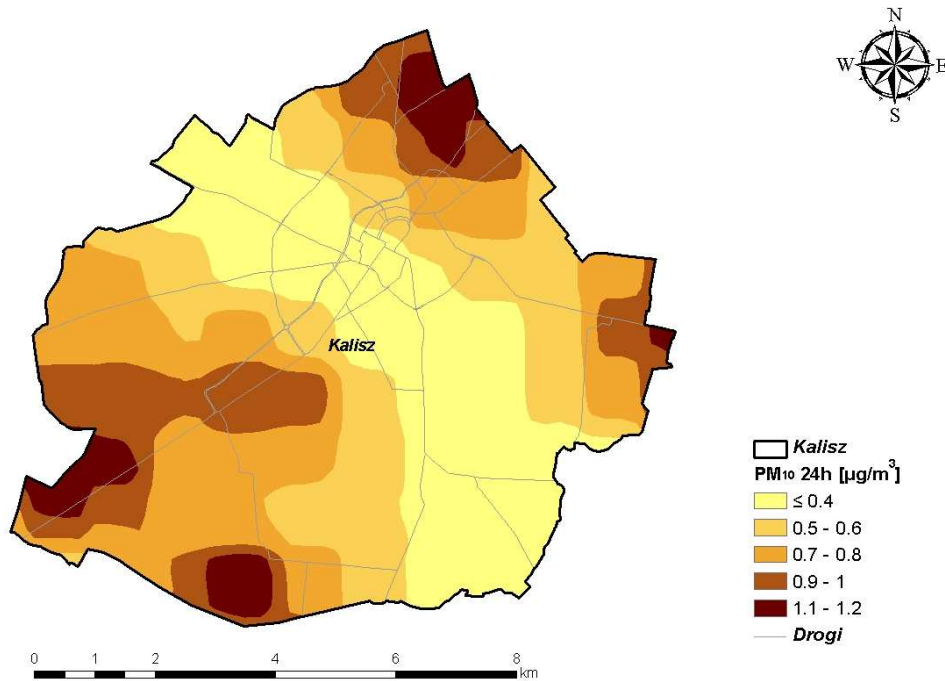 N
W E
S
Kalisz
Kalisz
PM₁₀ 24h [µg/m³]
≤ 0.4
0.5 - 0.6
0.7 - 0.8
0.9 - 1
1.1 - 1.2
Drogi
0 1 2 4 6 8
km